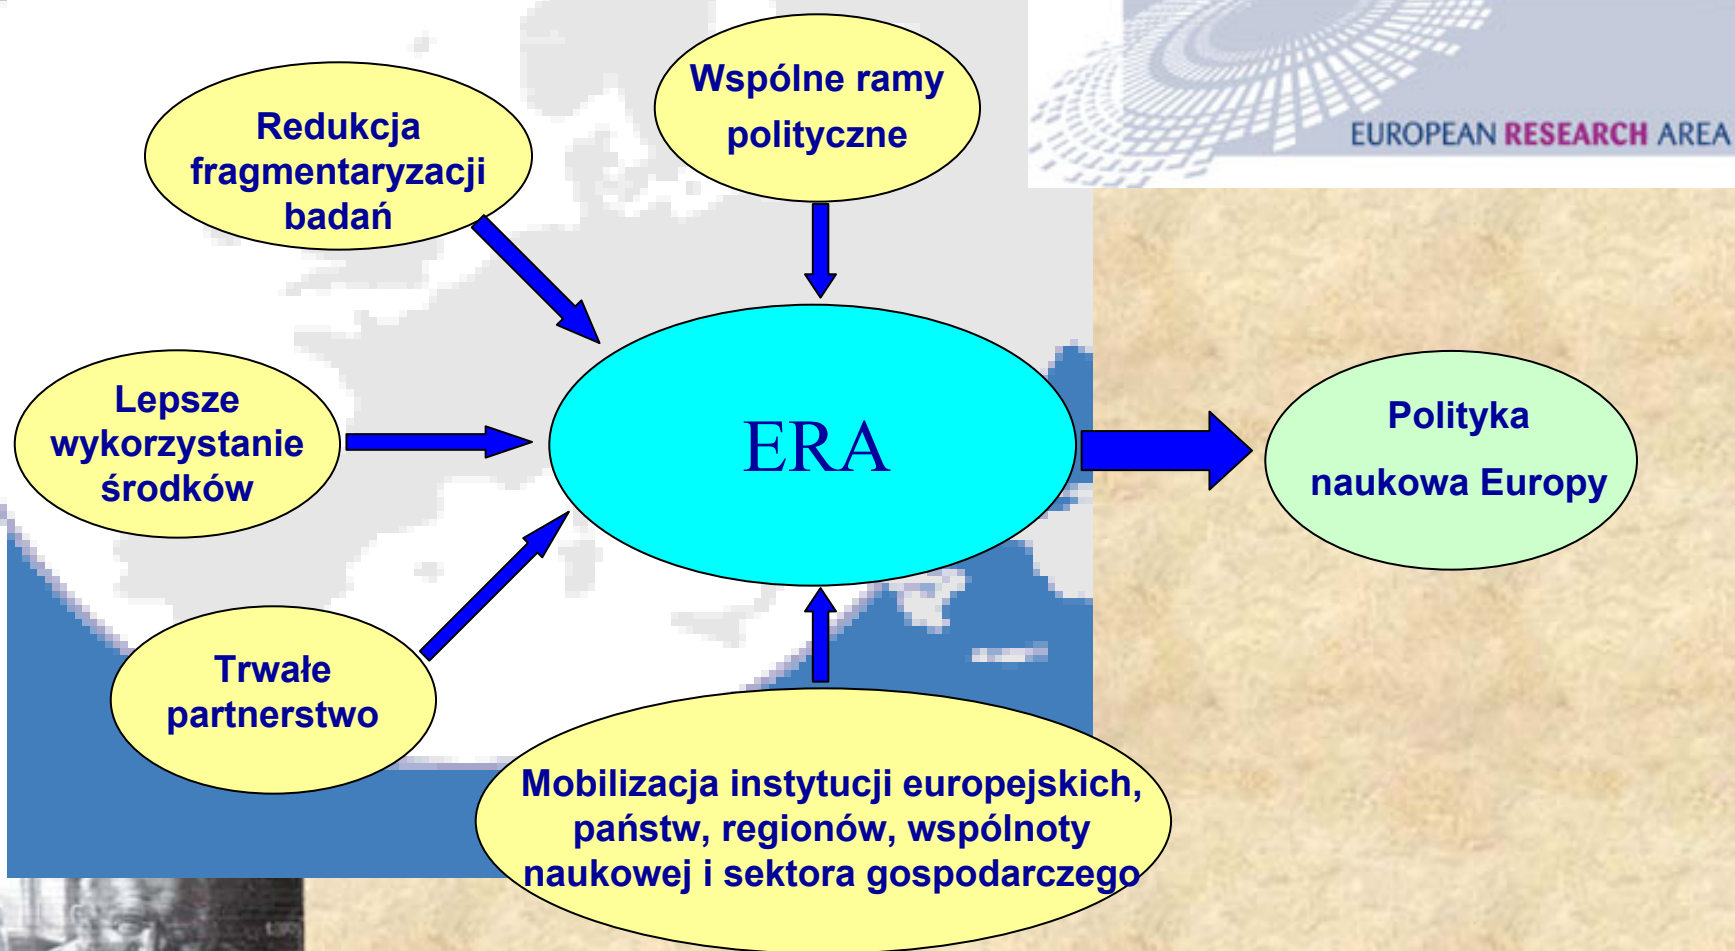 Wspólne ramy
polityczne
EUROPEAN RESEARCH AREA
Redukcja
fragmentaryzacji
badań
Lepsze
wykorzystanie
środków
ERA
Polityka
naukowa Europy
Trwałe
partnerstwo
Mobilizacja instytucji europejskich,
państw, regionów, wspólnoty
naukowej i sektora gospodarczego